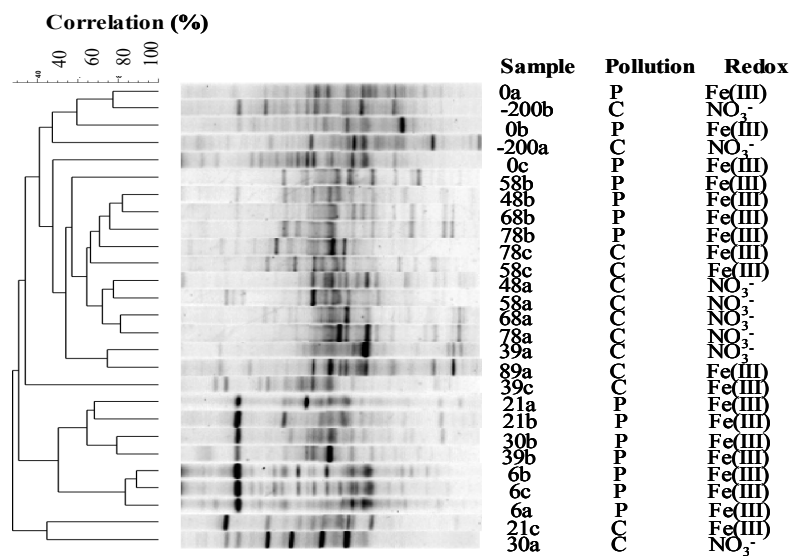 Correlation (%)
40 60 80 100
Sample Pollution Redox
0a P Fe(III)
-200b C NO3-
0b P Fe(III)
-200a C NO3-
0c P Fe(III)
58b P Fe(III)
48b P Fe(III)
68b P Fe(III)
78b P Fe(III)
78c C Fe(III)
58c C Fe(III)
48a C NO3-
58a C NO3-
68a C NO3-
78a C NO3-
39a C NO3-
89a C Fe(III)
39c C Fe(III)
21a P Fe(III)
21b P Fe(III)
30b P Fe(III)
39b P Fe(III)
6b P Fe(III)
6c P Fe(III)
6a P Fe(III)
21c C Fe(III)
30a C NO3-